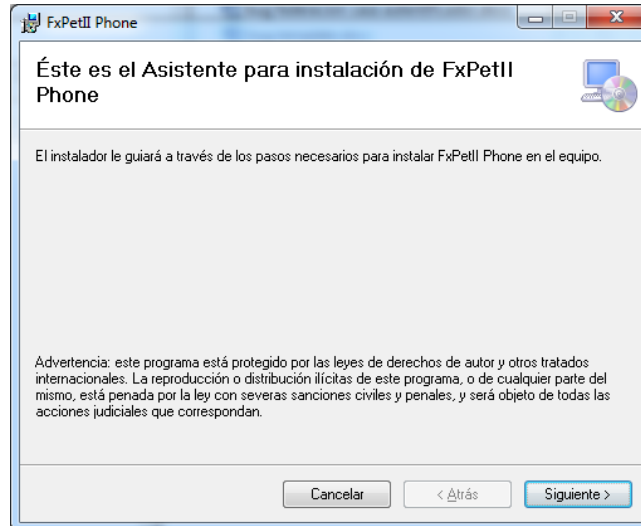 FxPetII Phone
Éste es el Asistente para instalación de FxPetII
Phone
El instalador le guiará a través de los pasos necesarios para instalar FxPetII Phone en el equipo.
Advertencia: este programa está protegido por las leyes de derechos de autor y otros tratados
internacionales. La reproducción o distribución ilícitas de este programa, o de cualquier parte del
mismo, está penada por la ley con severas sanciones civiles y penales, y será objeto de todas las
acciones judiciales que correspondan.
Cancelar
< Atrás
Siguiente >